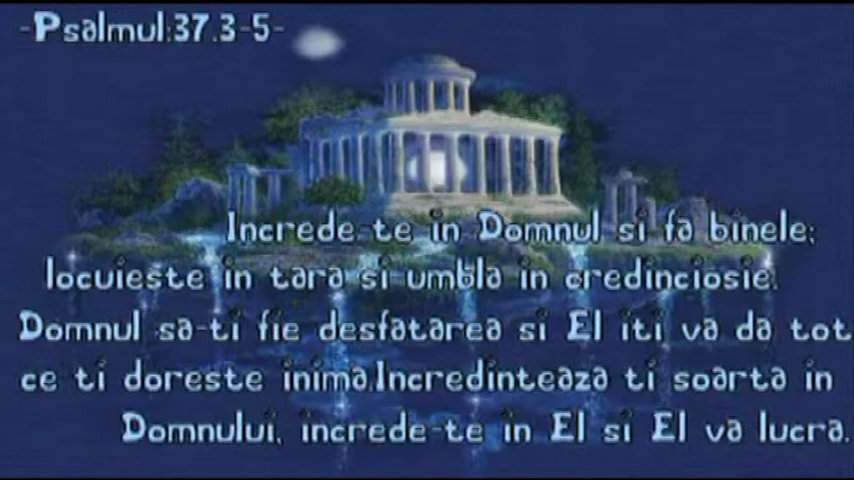 -Psalmul:37.3-5-
Increde-te in Domnul si fa binele;
locuieste in tara si umbla in credinciosie.
Domnul sa-ti fie desfatarea si El iti va da tot
ce ti doreste inima.Incredinteaza ti soarta in
Domnului, increde-te in El si El va lucra.